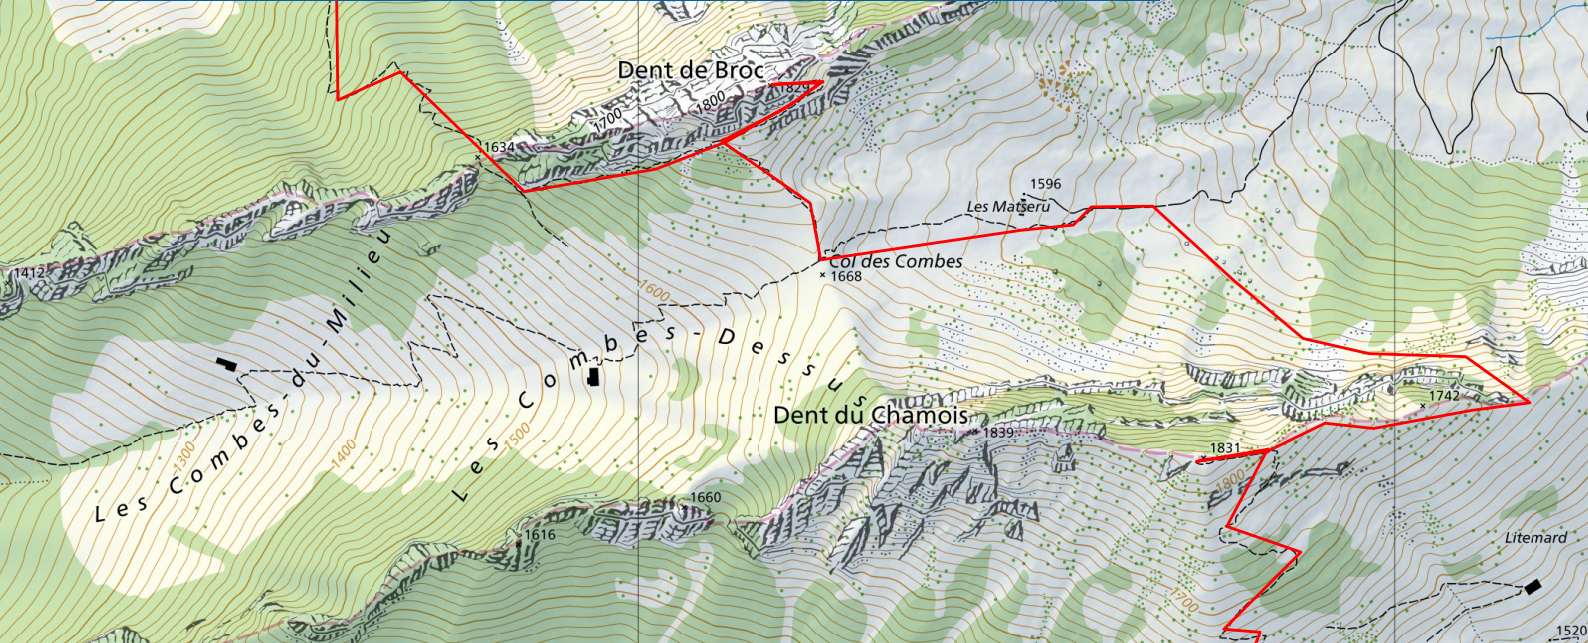 Dent de Broc
1829
1800
1700
1634
1596
Les Matseru
Col des Combes
1668
1412
1600
Les Combes-du-Milieu
Les Combes-Dessus
1300
1400
1500
Dent du Chamois
1839
1742
1831
1800
1660
1616
Litemard
1700
1520